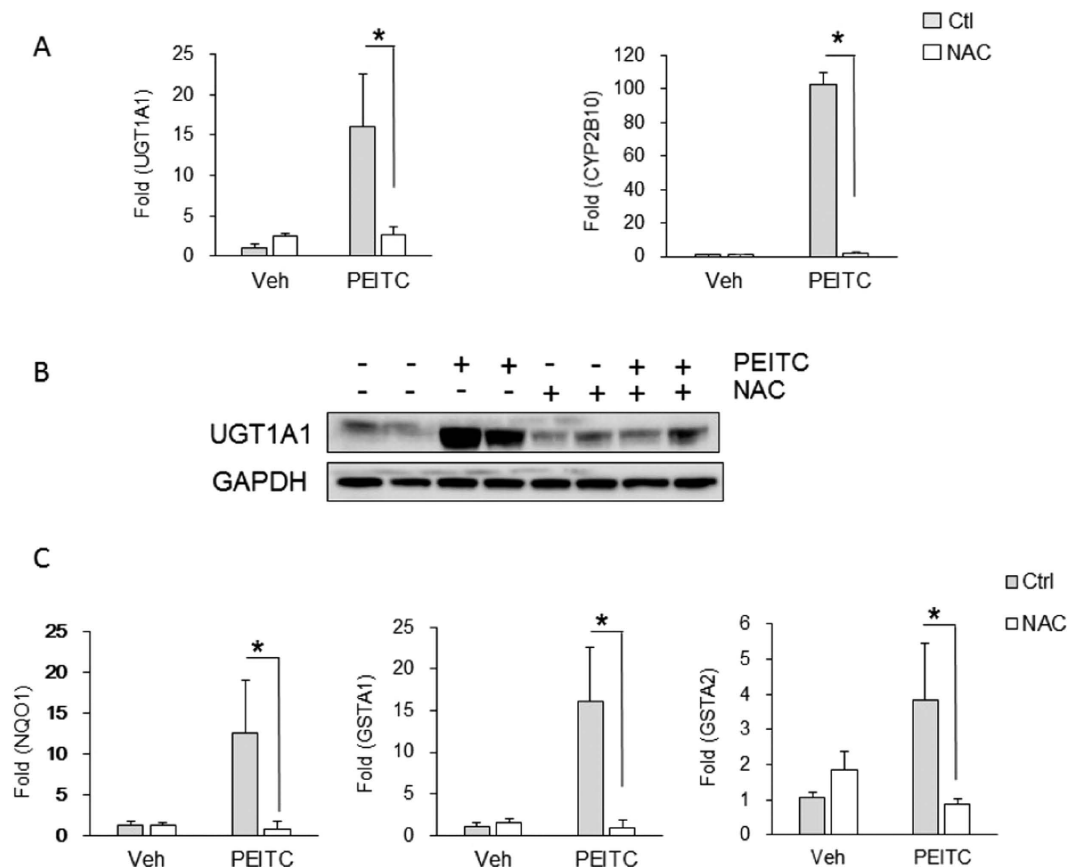 A
Ctl
NAC
Fold (UGT1A1)
25
20
15
10
5
0
*
Veh PEITC
Fold (CYP2B10)
120
100
80
60
40
20
0
*
Veh PEITC
B
- - + + - - + + PEITC
- - - - + + + + NAC
UGT1A1
GAPDH
C
Ctrl
NAC
Fold (NQO1)
25
20
15
10
5
0
*
Veh PEITC
Fold (GSTA1)
25
20
15
10
5
0
*
Veh PEITC
Fold (GSTA2)
6
5
4
3
2
1
0
*
Veh PEITC